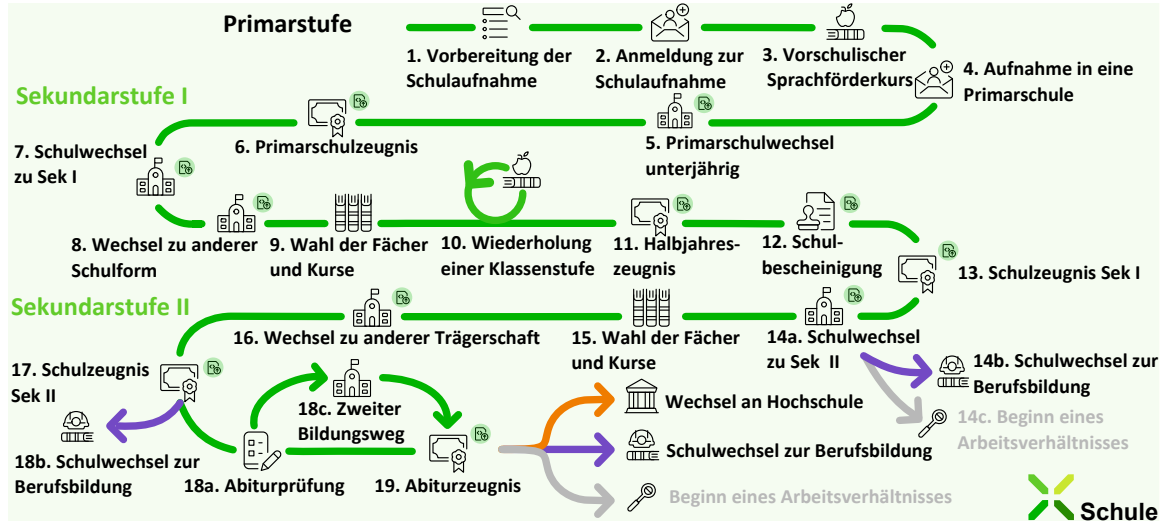 Primarstufe
1. Vorbereitung der
Schulaufnahme
2. Anmeldung zur
Schulaufnahme
3. Vorschulischer
Sprachförderkurs
4. Aufnahme in eine
Primarschule
Sekundarstufe I
5. Primarschulwechsel
unterjährig
6. Primarschulzeugnis
7. Schulwechsel
zu Sek I
8. Wechsel zu anderer
Schulform
9. Wahl der Fächer
und Kurse
10. Wiederholung
einer Klassenstufe
11. Halbjahres-
zeugnis
12. Schul-
bescheinigung
13. Schulzeugnis Sek I
Sekundarstufe II
14a. Schulwechsel
zu Sek II
14b. Schulwechsel zur
Berufsbildung
14c. Beginn eines
Arbeitsverhältnisses
15. Wahl der Fächer
und Kurse
16. Wechsel zu anderer Trägerschaft
17. Schulzeugnis
Sek II
18b. Schulwechsel zur
Berufsbildung
18a. Abiturprüfung
18c. Zweiter
Bildungsweg
19. Abiturzeugnis
Wechsel an Hochschule
Schulwechsel zur Berufsbildung
Beginn eines Arbeitsverhältnisses
Schule